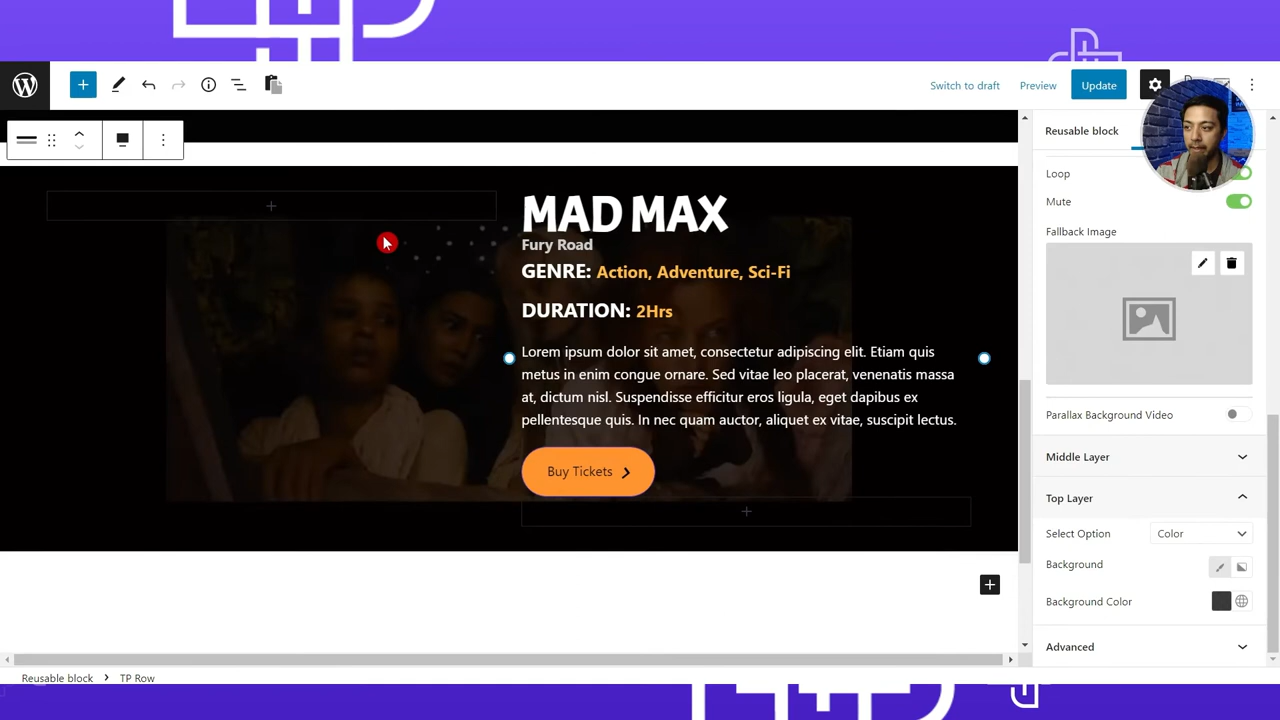 Switch to draft
Preview
Update
Reusable block
Loop
Mute
Fallback Image
MAD MAX
Fury Road
GENRE: Action, Adventure, Sci-Fi
DURATION: 2Hrs
Lorem ipsum dolor sit amet, consectetur adipiscing elit. Etiam quis
metus in enim congue ornare. Sed vitae leo placerat, venenatis massa
at, dictum nisl. Suspendisse efficitur eros ligula, eget dapibus ex
pellentesque quis. In nec quam auctor, aliquet ex vitae, suscipit lectus.
Buy Tickets
Parallax Background Video
Middle Layer
Top Layer
Select Option
Color
Background
Background Color
Advanced
Reusable block
TP Row